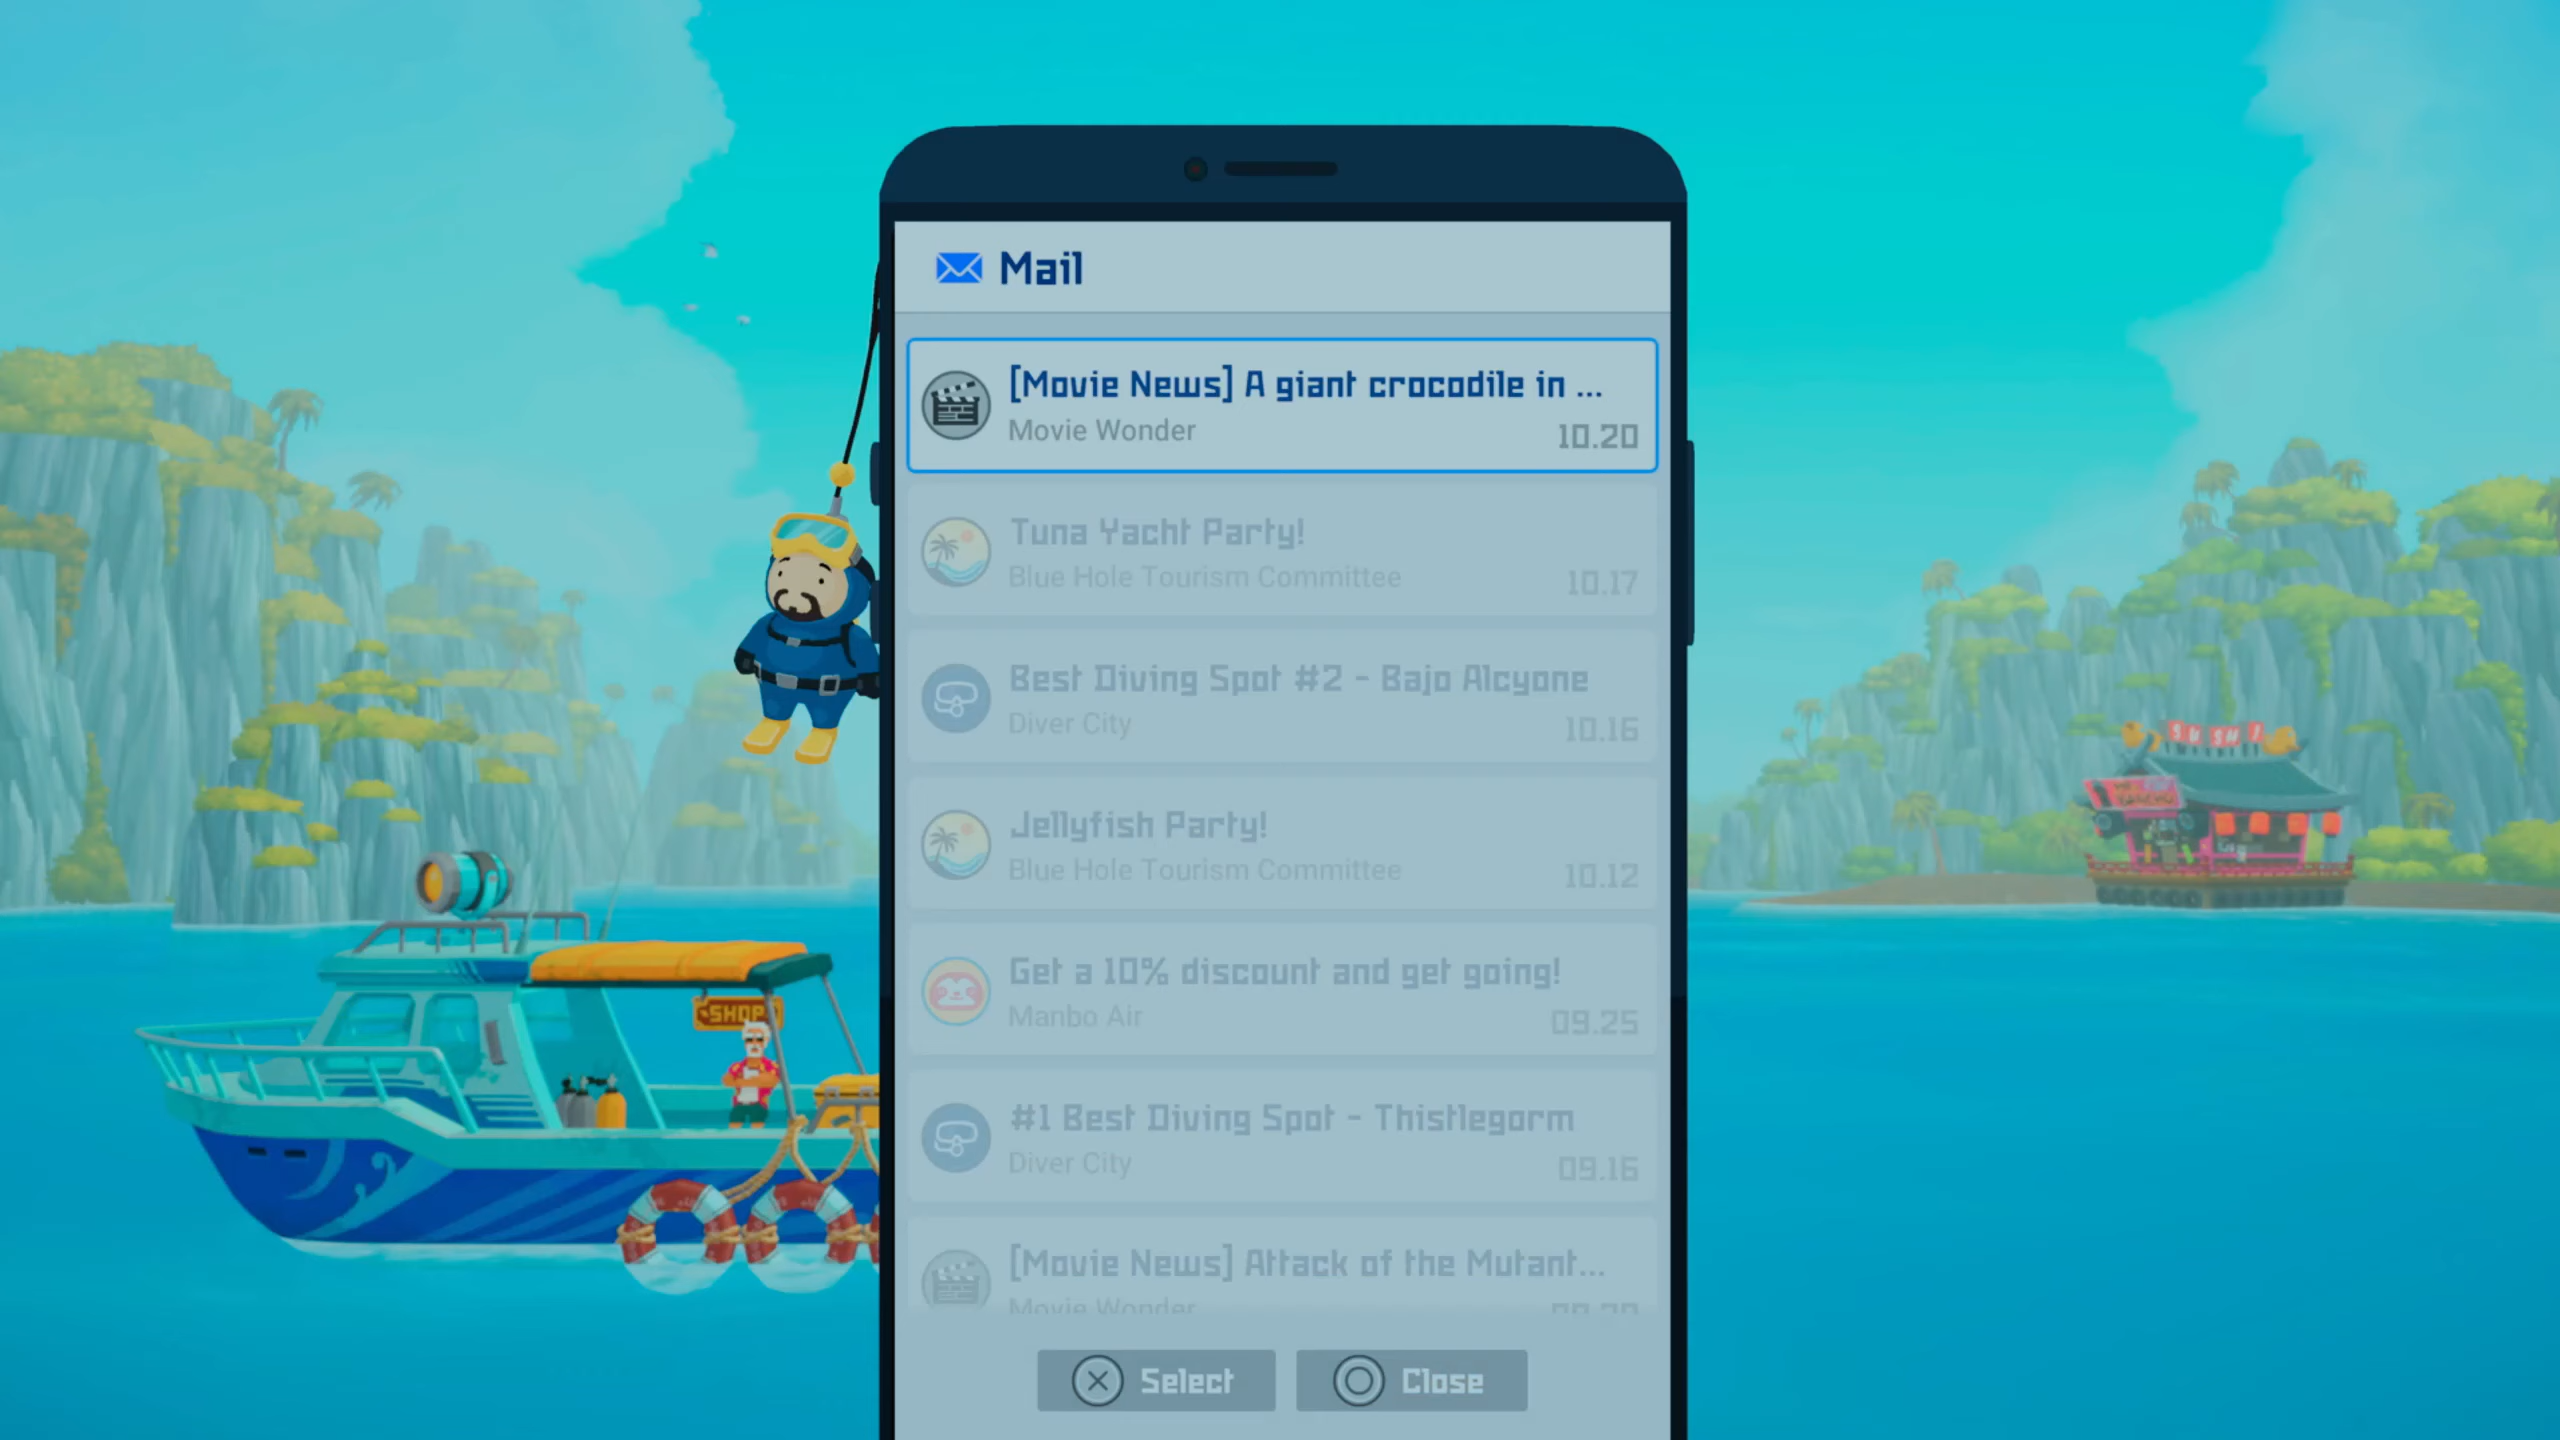 Mail
[Movie News] A giant crocodile in ...
Movie Wonder
10.20
Tuna Yacht Party!
Blue Hole Tourism Committee
10.17
Best Diving Spot #2 - Bajo Alcyone
Diver City
10.16
Jellyfish Party!
Blue Hole Tourism Committee
10.12
SUSHI
Get a 10% discount and get going!
Manbo Air
09.25
SHOP
#1 Best Diving Spot - Thistlegorm
Diver City
09.16
[Movie News] Attack of the Mutant...
Movie Wonder
Select
Close